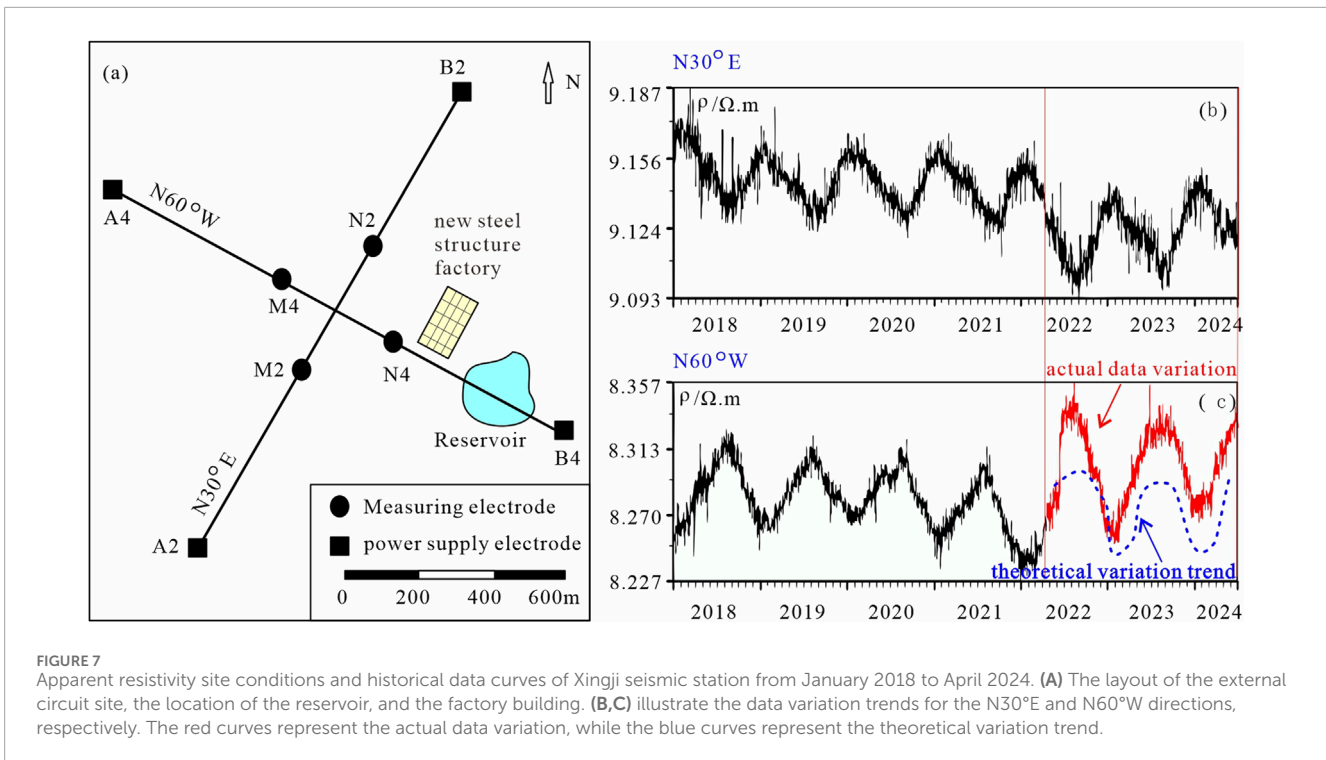 (a)
B2
N
A4
N60°W
N2
new steel
structure
factory
M4
M2
N4
Reservoir
B4
N30°E
A2
Measuring electrode
power supply electrode
0 200 400 600m
N30°E
9.187
ρ/Ω.m
(b)
9.156
9.124
9.093
2018 2019 2020 2021 2022 2023 2024
N60°W
actual data variation
8.357
ρ/Ω.m
( c)
8.313
8.270
theoretical variation trend
8.227
2018 2019 2020 2021 2022 2023 2024
FIGURE 7
Apparent resistivity site conditions and historical data curves of Xingji seismic station from January 2018 to April 2024. (A) The layout of the external
circuit site, the location of the reservoir, and the factory building. (B,C) illustrate the data variation trends for the N30°E and N60°W directions,
respectively. The red curves represent the actual data variation, while the blue curves represent the theoretical variation trend.